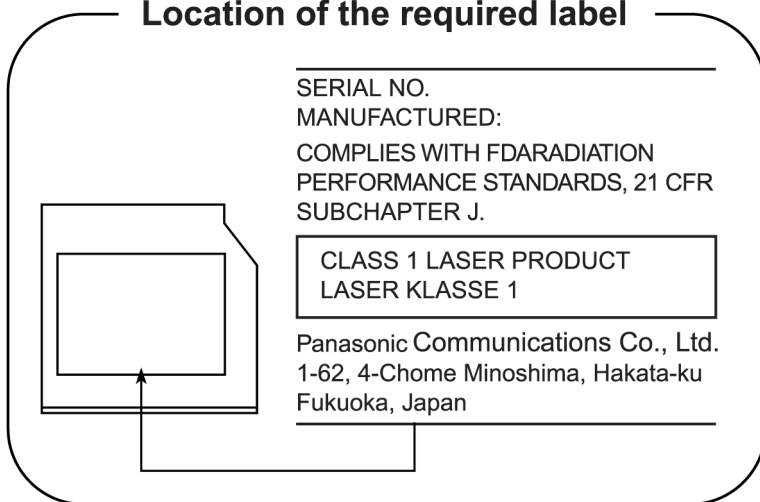 Location of the required label
SERIAL NO.
MANUFACTURED:
COMPLIES WITH FDARADIATION
PERFORMANCE STANDARDS, 21 CFR
SUBCHAPTER J.
CLASS 1 LASER PRODUCT
LASER KLASSE 1
Panasonic Communications Co., Ltd.
1-62, 4-Chome Minoshima, Hakata-ku
Fukuoka, Japan